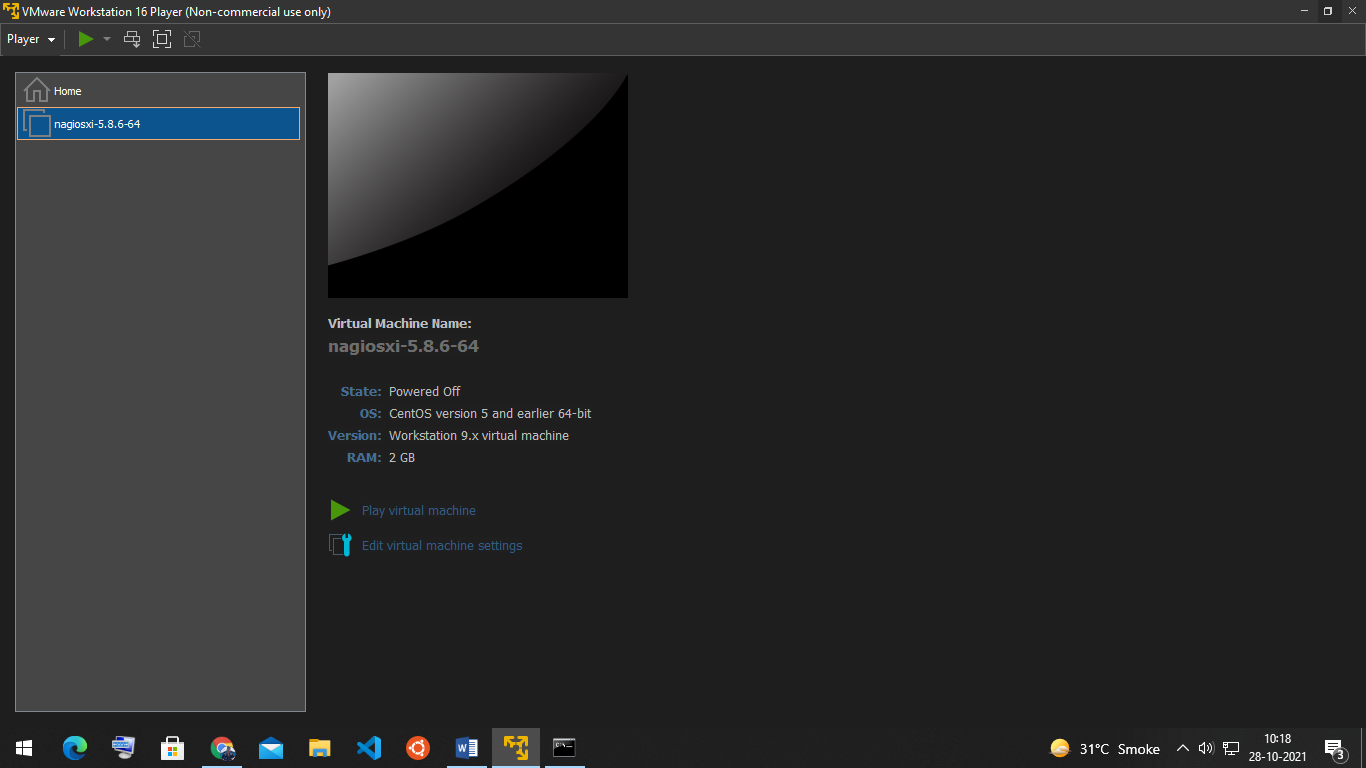 VMware Workstation 16 Player (Non-commercial use only)
Player
Home
nagiosxi-5.8.6-64
Virtual Machine Name:
nagiosxi-5.8.6-64
State: Powered Off
OS: CentOS version 5 and earlier 64-bit
Version: Workstation 9.x virtual machine
RAM: 2 GB
Play virtual machine
Edit virtual machine settings
31°C Smoke
10:18
28-10-2021
3